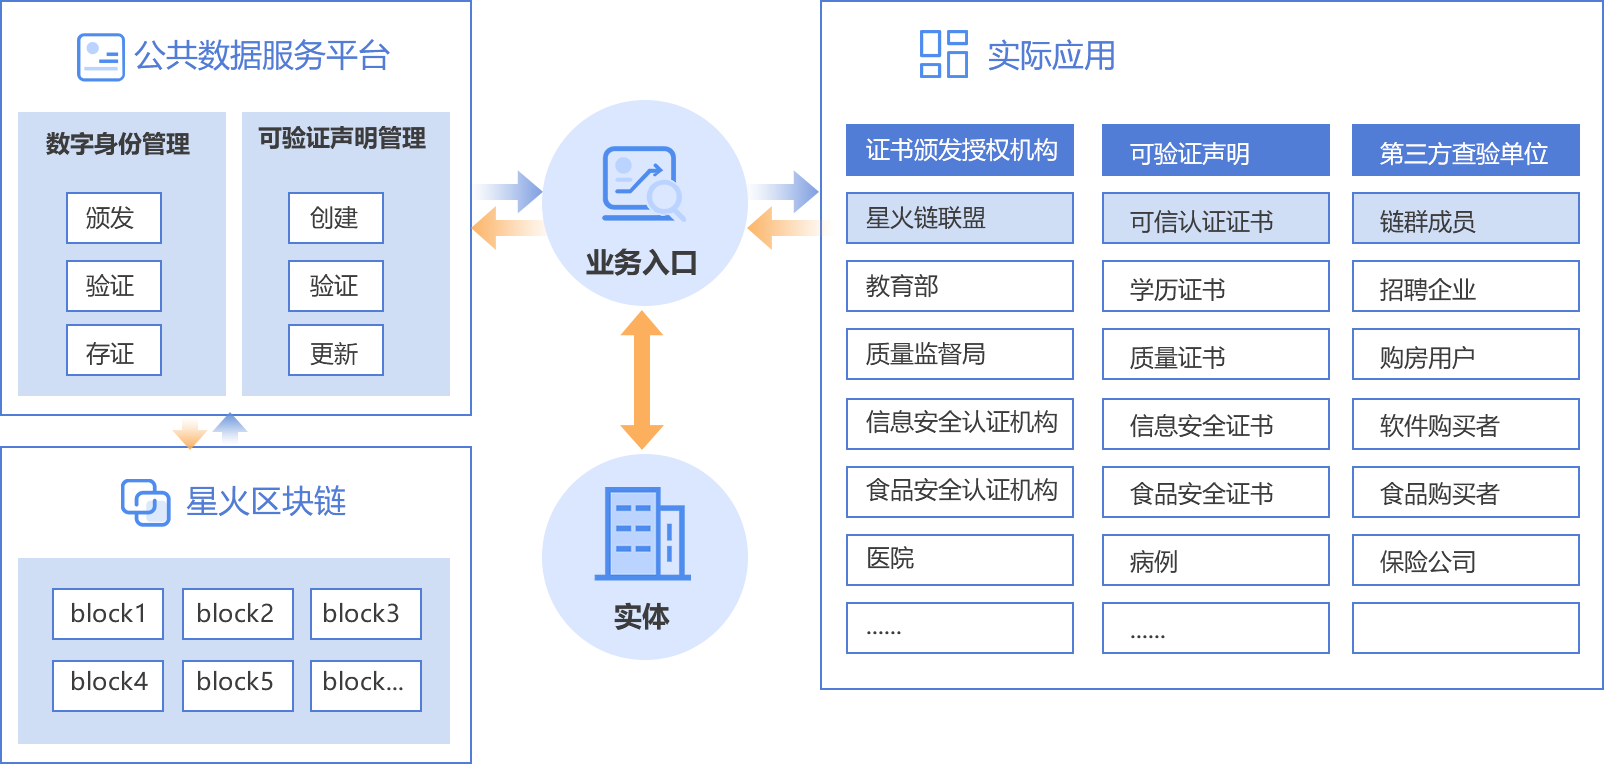 公共数据服务平台
数字身份管理
颁发
验证
存证
可验证声明管理
创建
验证
更新
星火区块链
block1 block2 block3
block4 block5 block...
业务入口
实体
实际应用
证书颁发授权机构 可验证声明 第三方查验单位
星火链联盟 可信认证证书 链群成员
教育部 学历证书 招聘企业
质量监督局 质量证书 购房用户
信息安全认证机构 信息安全证书 软件购买者
食品安全认证机构 食品安全证书 食品购买者
医院 病例 保险公司
...... ......